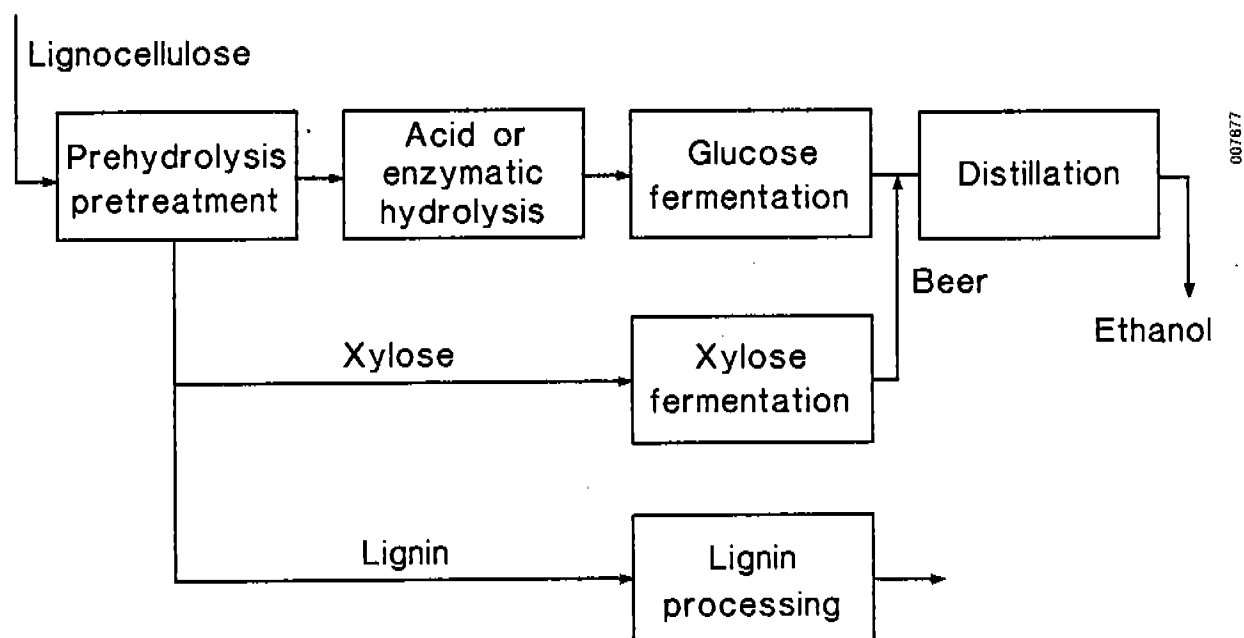 Lignocellulose
Prehydrolysis
pretreatment
Acid or
enzymatic
hydrolysis
Glucose
fermentation
Distillation
007677
Beer
Ethanol
Xylose
Xylose
fermentation
Lignin
Lignin
processing